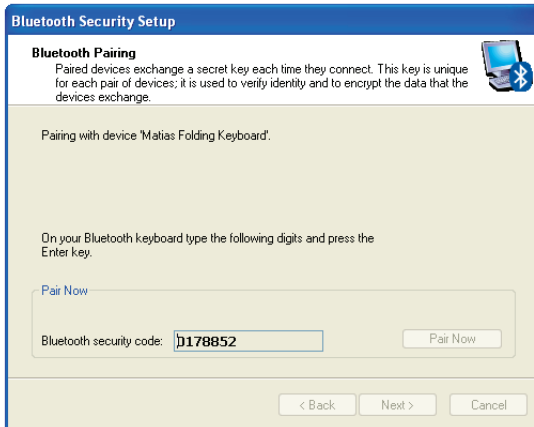 Bluetooth Security Setup
Bluetooth Pairing
Paired devices exchange a secret key each time they connect. This key is unique
for each pair of devices; it is used to verify identity and to encrypt the data that the
devices exchange.
Pairing with device 'Matias Folding Keyboard'.
On your Bluetooth keyboard type the following digits and press the
Enter key.
Pair Now
Bluetooth security code: 0178852 Pair Now
< Back Next > Cancel